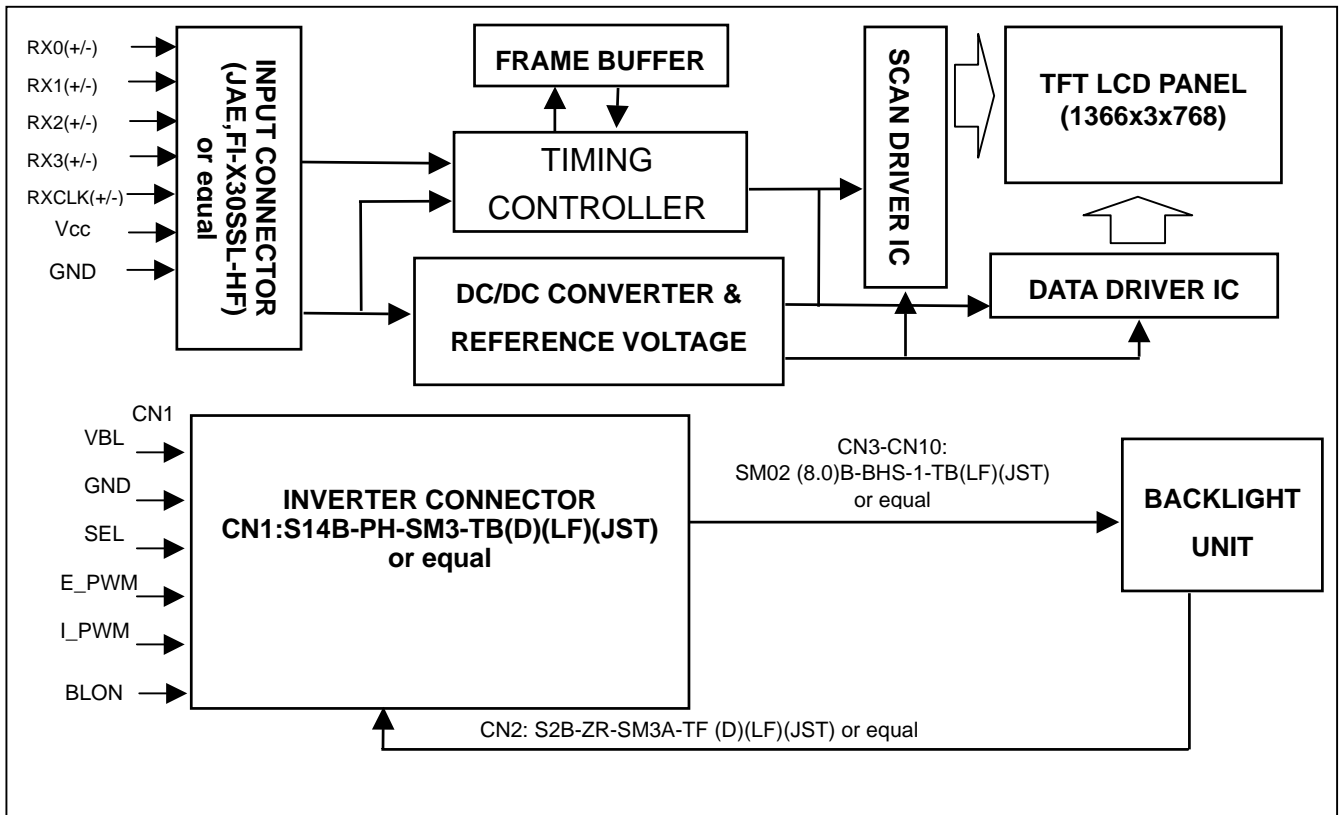 RX0(+/-)
RX1(+/-)
RX2(+/-)
RX3(+/-)
RXCLK(+/-)
Vcc
GND
INPUT CONNECTOR
(JAE,FI-X30SSL-HF)
or equal
FRAME BUFFER
TIMING
CONTROLLER
DC/DC CONVERTER &
REFERENCE VOLTAGE
SCAN DRIVER IC
TFT LCD PANEL
(1366x3x768)
DATA DRIVER IC
CN1
VBL
GND
SEL
E_PWM
I_PWM
BLON
INVERTER CONNECTOR
CN1:S14B-PH-SM3-TB(D)(LF)(JST)
or equal
CN3-CN10:
SM02 (8.0)B-BHS-1-TB(LF)(JST)
or equal
BACKLIGHT
UNIT
CN2: S2B-ZR-SM3A-TF (D)(LF)(JST) or equal